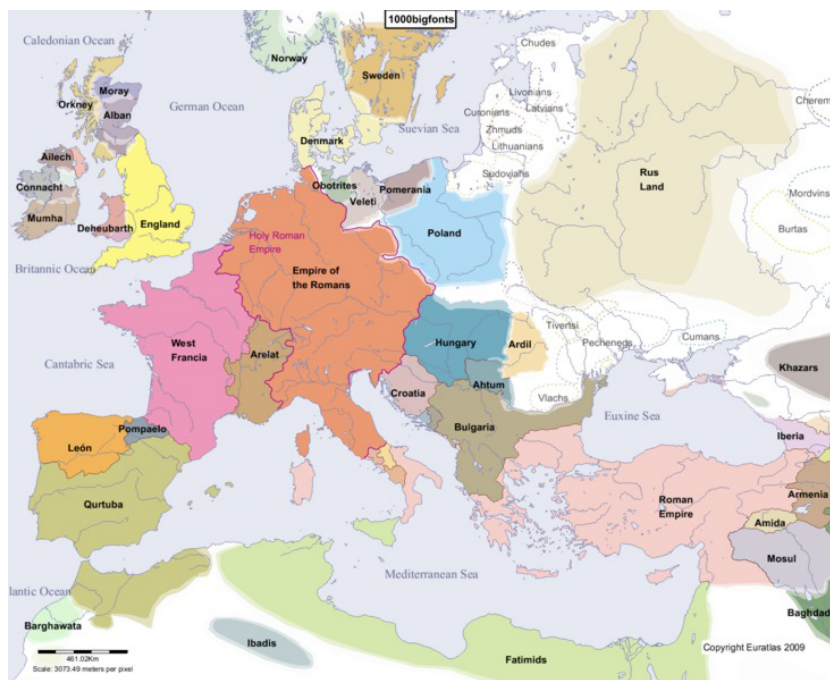 1000bigfonts
Caledonian Ocean
Norway
Chudes
Sweden
Moray
Orkney
Livonians
Cherem
German Ocean
Latvians
Alban
Curonians
Suevian Sea
Zhmuds
Denmark
Lithuanians
Ailech
Sudoviahs
Rus
Land
Obotrites
Pomerania
Connacht
Veleti
Mordvins
Mumha
Deheubarth
England
Burtas
Poland
Holy Roman
Empire
Britannic Ocean
Empire of
the Romans
Tivertsi
West
Francia
Arelat
Hungary
Ardil
Pechenegs
Cumans
Cantabric Sea
Khazars
Ahtum
Croatia
Vlachs
Euxine Sea
Pompaelo
Bulgaria
León
Iberia
Qurtuba
Roman
Empire
Armenia
Amida
Mosul
Mediterranean Sea
lantic Ocean
Baghdad
Barghawata
Ibadis
Copyright Euratlas 2009
461.02Km
Fatimids
Scale: 3073.49 meters per pixel